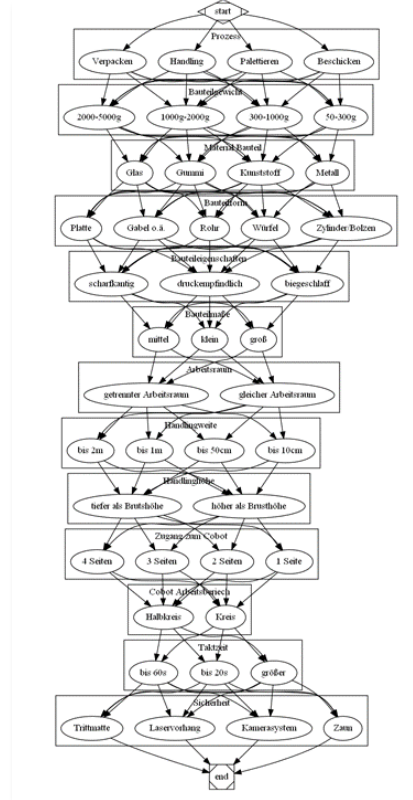 start
Prozess
Verpacken Handling Palettieren Beschicken
Bauteilgewicht
2000-5000g 1000g-2000g 300-1000g 50-300g
Material Bauteil
Glas Gummi Kunststoff Metall
Bauteilform
Platte Gabel o.ä. Rohr Würfel Zylinder/Bolzen
Bauteileigenschaften
scharfkantig druckempfindlich biegeschlaff
Bauteilmaße
mittel klein groß
Arbeitsraum
getrennter Arbeitsraum gleicher Arbeitsraum
Handlingweite
bis 2m bis 1m bis 50cm bis 10cm
Handlinghöhe
tiefer als Brutshöhe höher als Brusthöhe
Zugang zum Cobot
4 Seiten 3 Seiten 2 Seiten 1 Seite
Cobot Arbeitsberiech
Halbkreis Kreis
Taktzeit
bis 60s bis 20s größer
Sicherheit
Trittmatte Laservorhang Kamerasystem Zaun
end